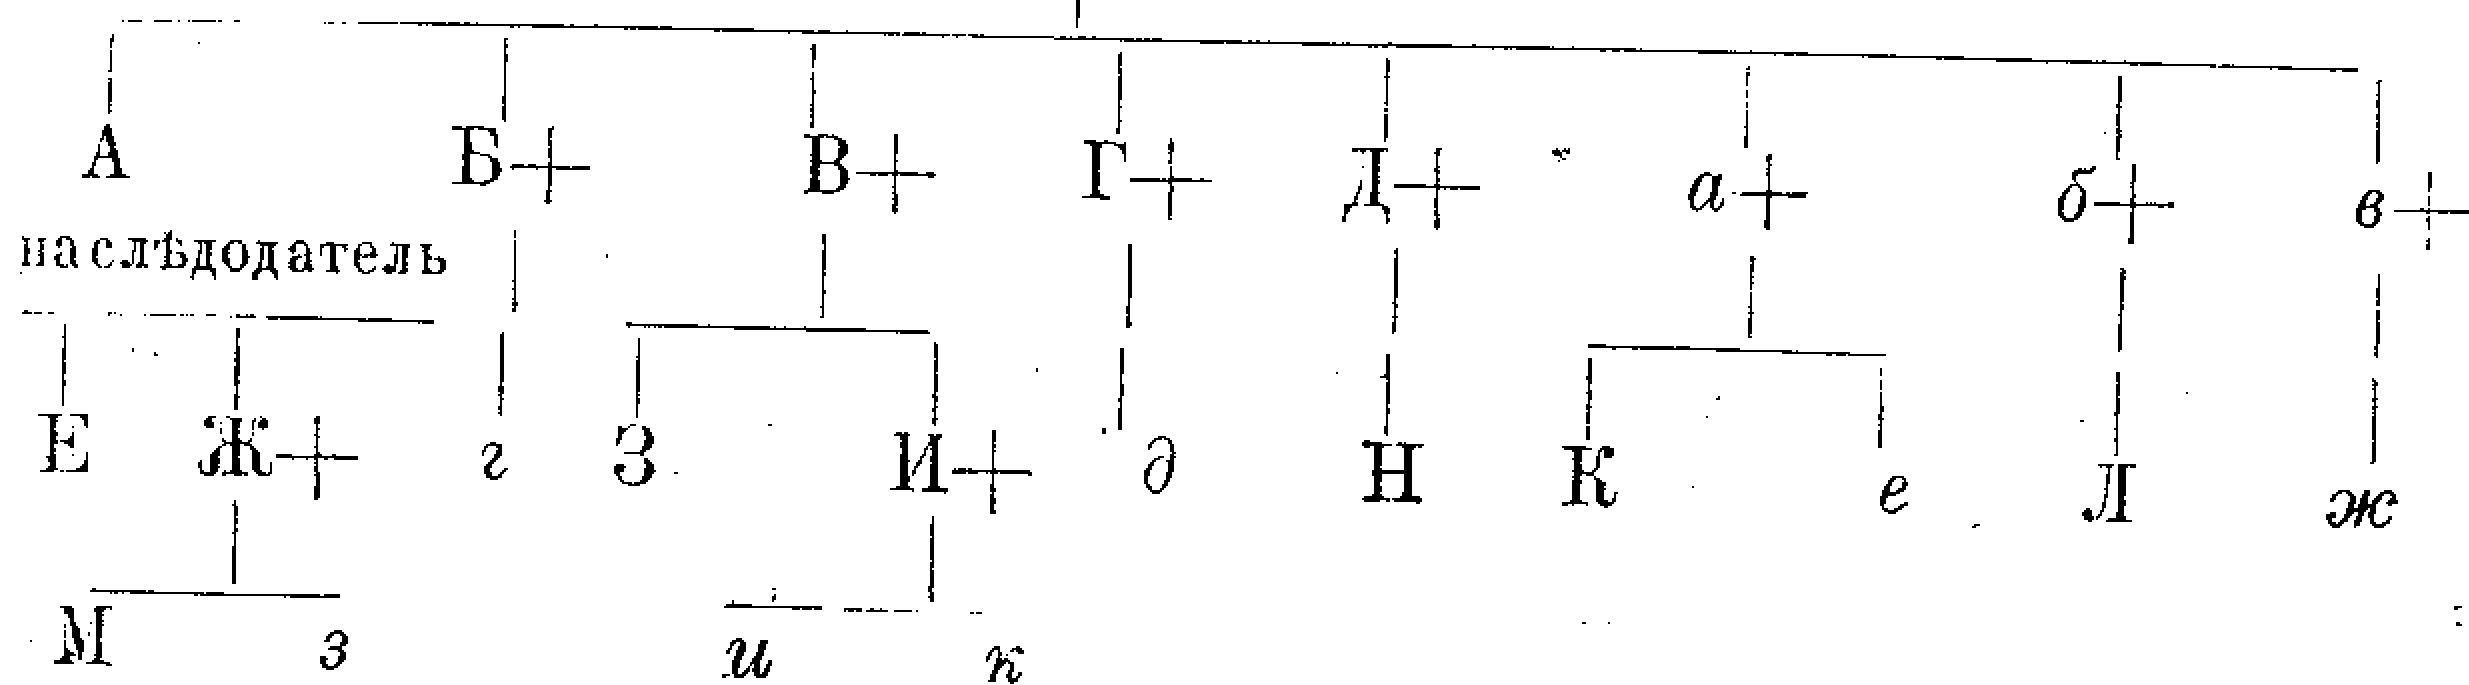 А Б+ В+ Г+ Д+ а+ б+ в+
наслѣдодатель
Е Ж+ г З И+ д Н К е Л ж
М з и к